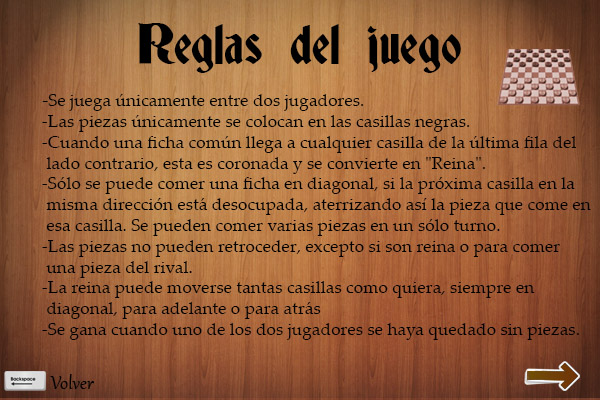 Reglas del juego
-Se juega únicamente entre dos jugadores.
-Las piezas únicamente se colocan en las casillas negras.
-Cuando una ficha común llega a cualquier casilla de la última fila del
lado contrario, esta es coronada y se convierte en "Reina".
-Sólo se puede comer una ficha en diagonal, si la próxima casilla en la
misma dirección está desocupada, aterrizando así la pieza que come en
esa casilla. Se pueden comer varias piezas en un sólo turno.
-Las piezas no pueden retroceder, excepto si son reina o para comer
una pieza del rival.
-La reina puede moverse tantas casillas como quiera, siempre en
diagonal, para adelante o para atrás
-Se gana cuando uno de los dos jugadores se haya quedado sin piezas.
Backspace
Volver